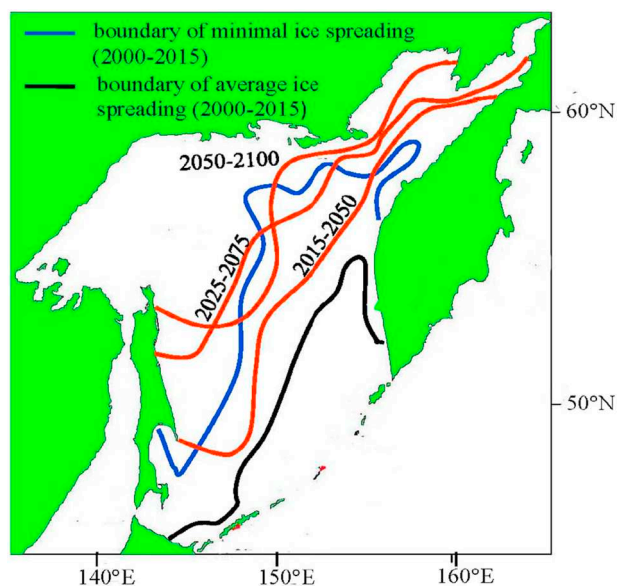 boundary of minimal ice spreading
(2000-2015)
boundary of average ice
spreading (2000-2015)
60°N
2050-2100
2025-2075
2015-2050
50°N
140°E
150°E
160°E